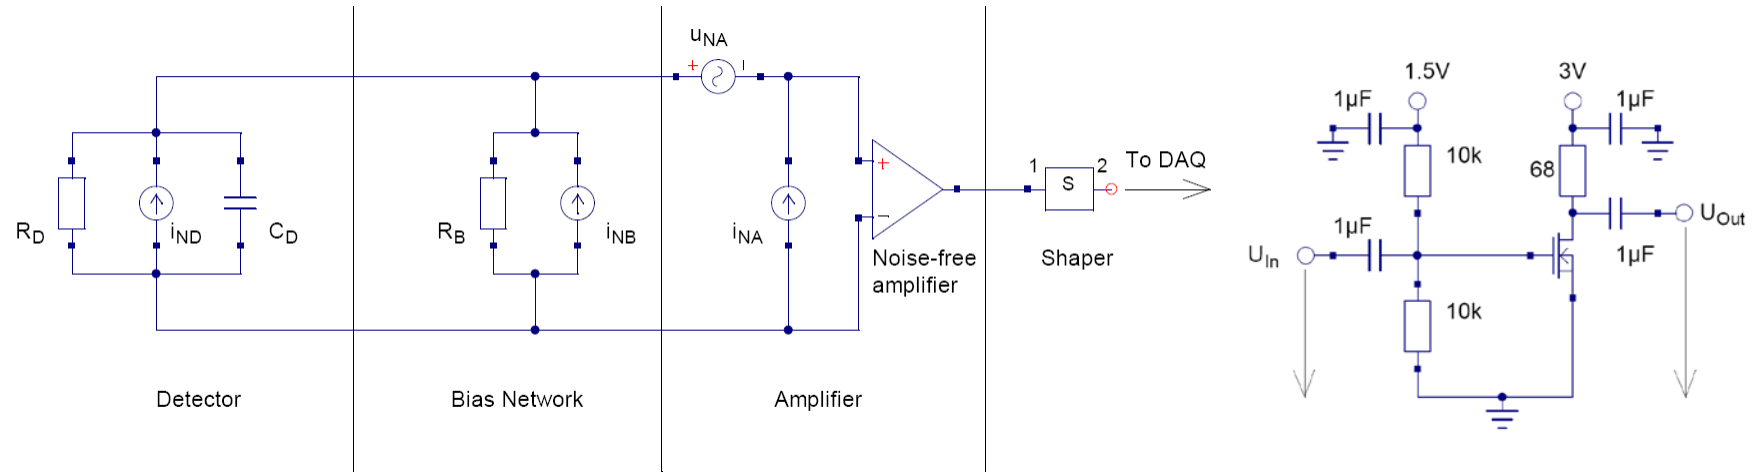 uNA
+
RD
iND
CD
RB
iNB
iNA
+
Noise-free
amplifier
1
S
2
To DAQ
Shaper
Detector
Bias Network
Amplifier
1.5V
3V
1µF
1µF
10k
68
1µF
UIn
1µF
UOut
10k